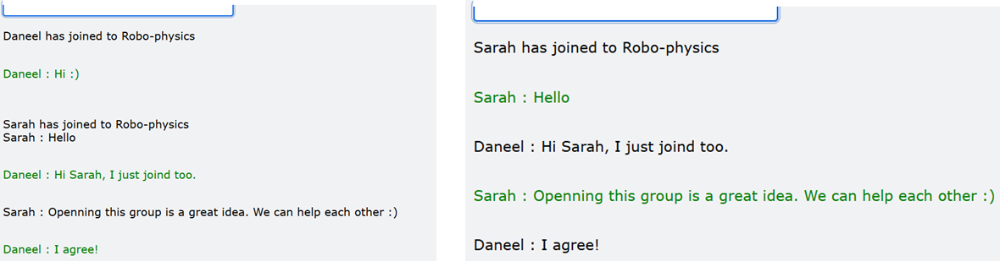 Daneel has joined to Robo-physics
Daneel : Hi :)
Sarah has joined to Robo-physics
Sarah : Hello
Daneel : Hi Sarah, I just joind too.
Sarah : Openning this group is a great idea. We can help each other :)
Daneel : I agree!
Sarah has joined to Robo-physics
Sarah : Hello
Daneel : Hi Sarah, I just joind too.
Sarah : Openning this group is a great idea. We can help each other :)
Daneel : I agree!